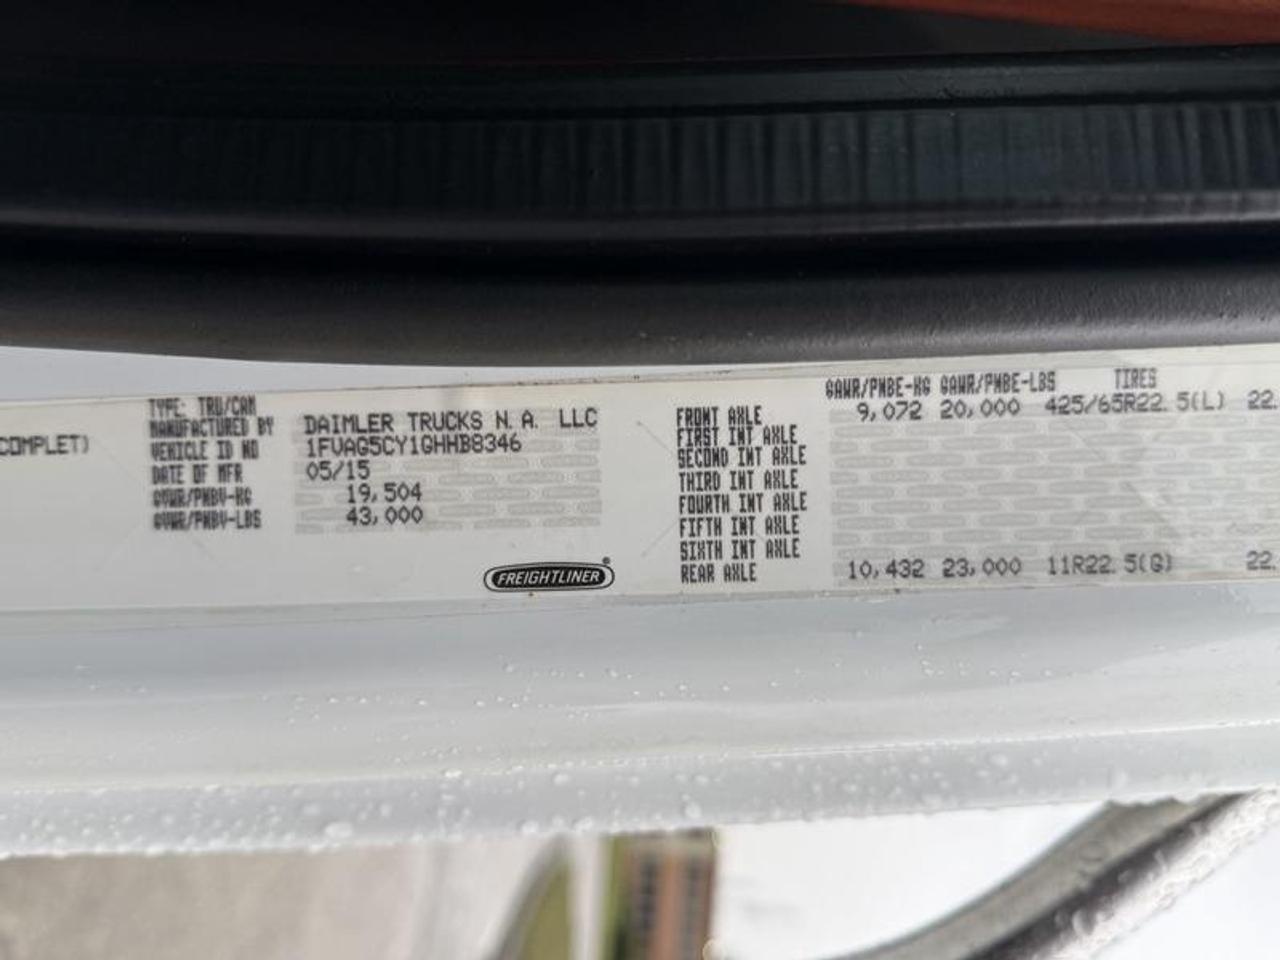 COMPLET)
TYPE: TRU/CAM
MANUFACTURED BY DAIMLER TRUCKS N.A. LLC
VEHICLE ID NO 1FVAG5CY1GHHB8346
DATE OF MFR 05/15
GVWR/PNBV-KG 19,504
GVWR/PNBV-LBS 43,000
FREIGHTLINER®
GAWR/PNBE-KG GAWR/PNBE-LBS TIRES
FRONT AXLE 9,072 20,000 425/65R22.5(L) 22.
FIRST INT AXLE
SECOND INT AXLE
THIRD INT AXLE
FOURTH INT AXLE
FIFTH INT AXLE
SIXTH INT AXLE
REAR AXLE 10,432 23,000 11R22.5(G) 22.